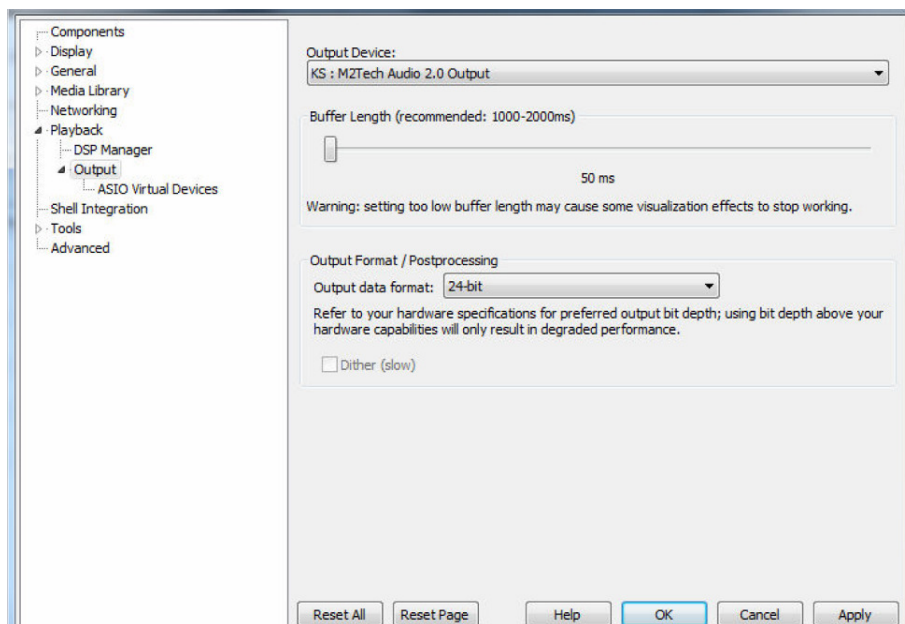 Components
Display
General
Media Library
Networking
Playback
DSP Manager
Output
ASIO Virtual Devices
Shell Integration
Tools
Advanced
Output Device:
KS : M2Tech Audio 2.0 Output
Buffer Length (recommended: 1000-2000ms)
50 ms
Warning: setting too low buffer length may cause some visualization effects to stop working.
Output Format / Postprocessing
Output data format: 24-bit
Refer to your hardware specifications for preferred output bit depth; using bit depth above your
hardware capabilities will only result in degraded performance.
Dither (slow)
Reset All Reset Page Help OK Cancel Apply